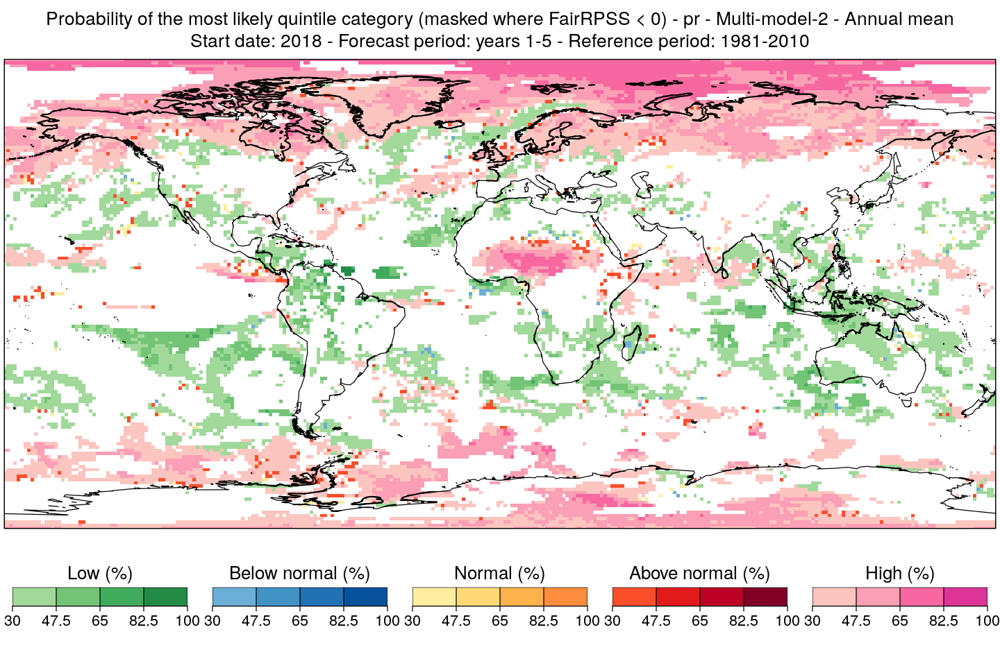 Probability of the most likely quintile category (masked where FairRPSS < 0) - pr - Multi-model-2 - Annual mean
Start date: 2018 - Forecast period: years 1-5 - Reference period: 1981-2010
Low (%) Below normal (%) Normal (%) Above normal (%) High (%)
30 47.5 65 82.5 100 30 47.5 65 82.5 100 30 47.5 65 82.5 100 30 47.5 65 82.5 100 30 47.5 65 82.5 100